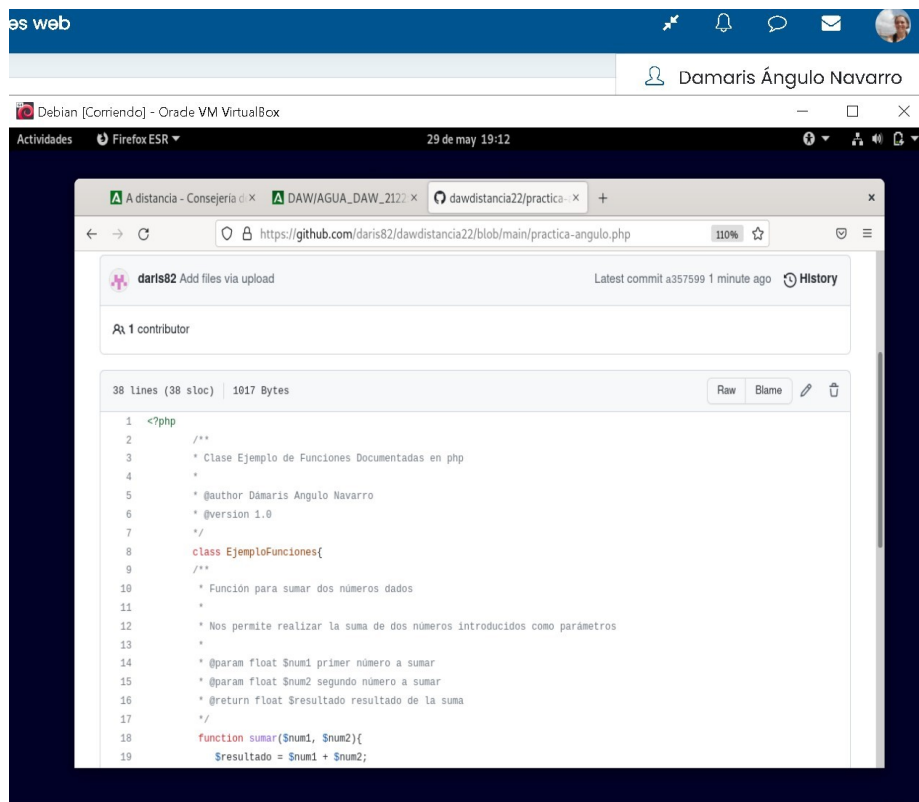 es web
Damaris Ángulo Navarro
Debian [Corriendo] - Oracle VM VirtualBox
Actividades Firefox ESR 29 de may 19:12
A distancia - Consejería d DAW/AGUA_DAW_2122 dawdistancia22/practica-
https://github.com/daris82/dawdistancia22/blob/main/practica-angulo.php 110%
daris82 Add files via upload Latest commit a357599 1 minute ago History
1 contributor
38 lines (38 sloc) 1017 Bytes Raw Blame
1 <?php
2 /**
3 * Clase Ejemplo de Funciones Documentadas en php
4 *
5 * @author Dámaris Angulo Navarro
6 * @version 1.0
7 */
8 class EjemploFunciones{
9 /**
10 * Función para sumar dos números dados
11 *
12 * Nos permite realizar la suma de dos números introducidos como parámetros
13 *
14 * @param float $num1 primer número a sumar
15 * @param float $num2 segundo número a sumar
16 * @return float $resultado resultado de la suma
17 */
18 function sumar($num1, $num2){
19 $resultado = $num1 + $num2;